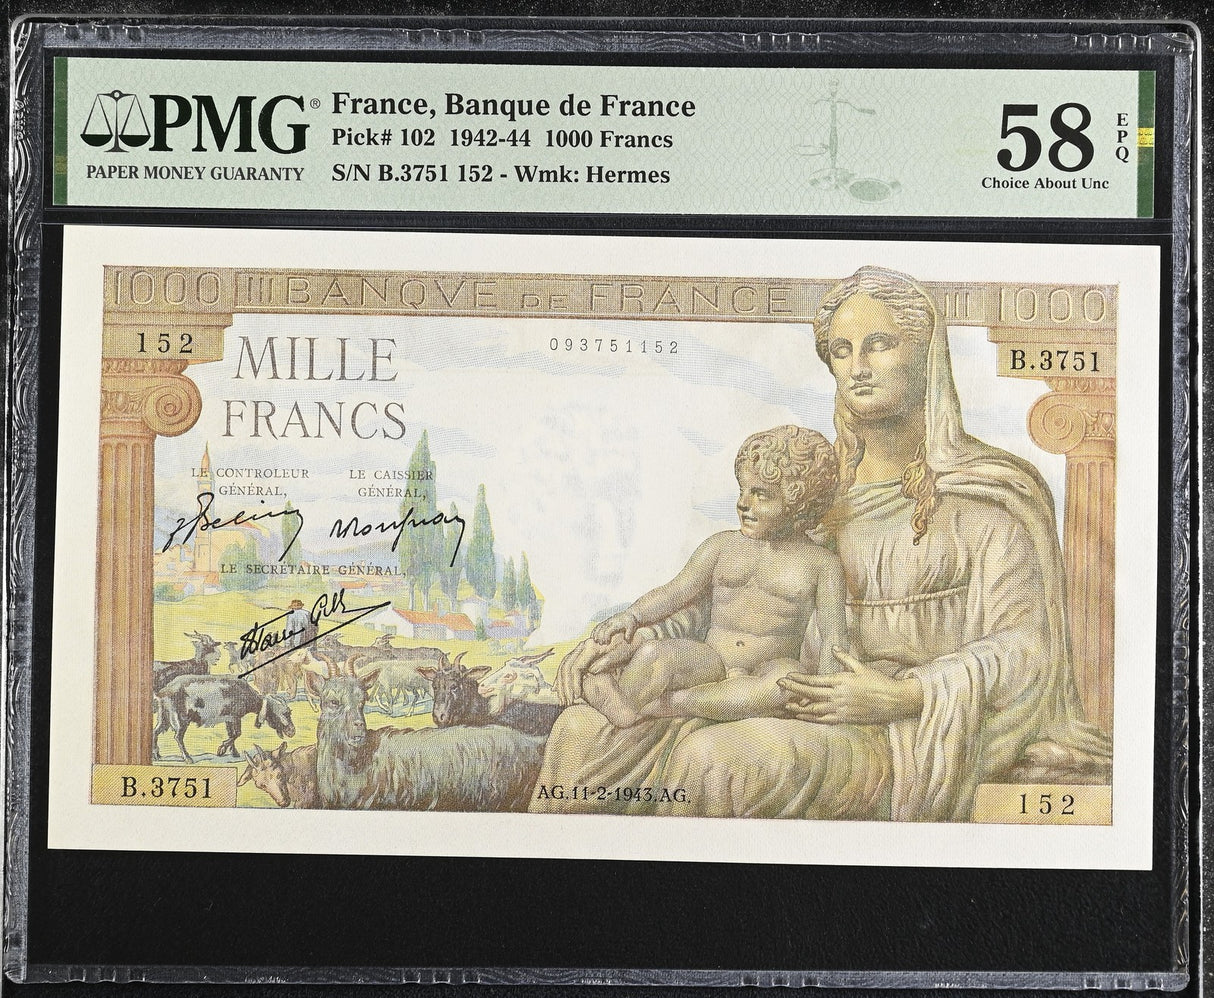 PMG®
PAPER MONEY GUARANTY
France, Banque de France
Pick# 102 1942-44 1000 Francs
S/N B.3751 152 - Wmk: Hermes
58
EPQ
Choice About Unc
1000 BANQVE DE FRANCE 1000
152
093751152
B.3751
MILLE
FRANCS
LE CONTROLEUR
GÉNÉRAL,
LE CAISSIER
GÉNÉRAL,
LE SECRÉTAIRE GÉNÉRAL,
B.3751
AG.11-2-1943.AG.
152